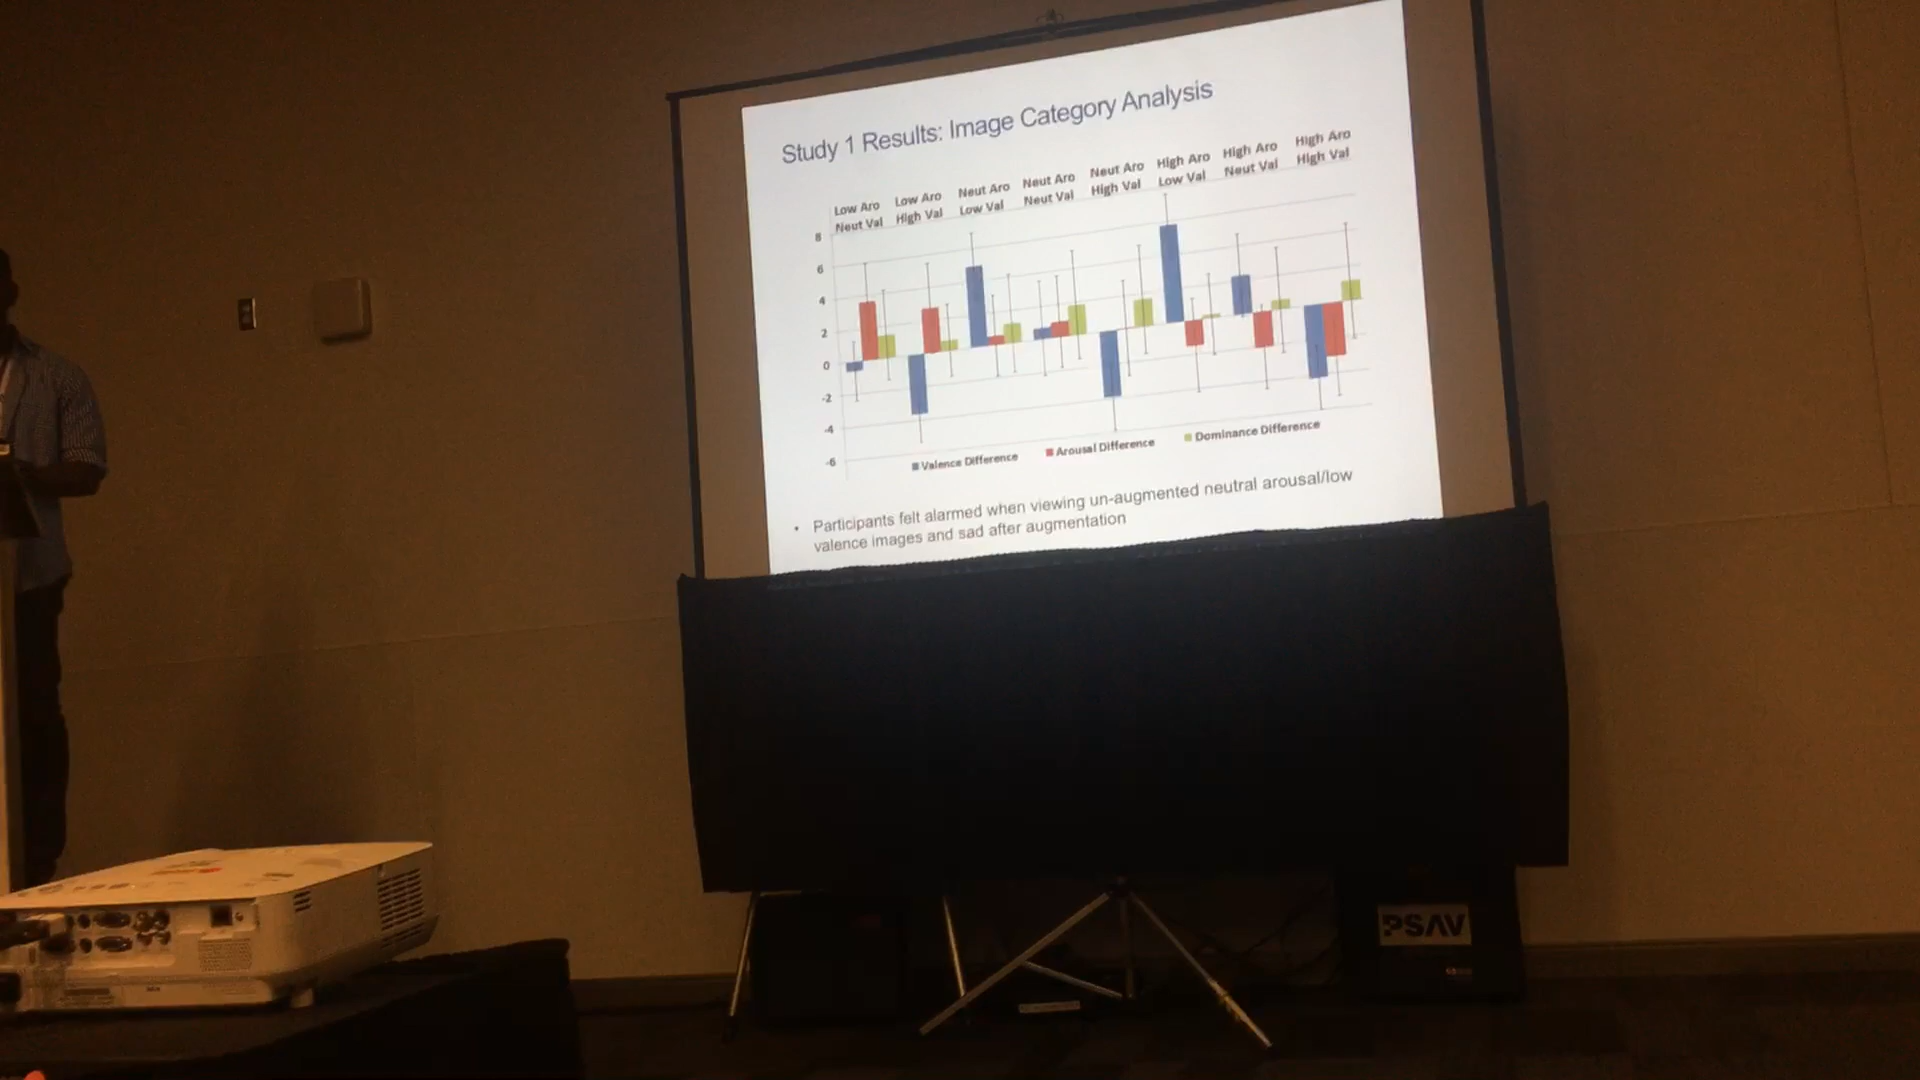 Study 1 Results: Image Category Analysis
Low Aro Low Aro Neut Aro Neut Aro Neut Aro High Aro High Aro High Aro
Neut Val High Val Low Val Neut Val High Val Low Val Neut Val High Val
8
6
4
2
0
-2
-4
-6
Valence Difference Arousal Difference Dominance Difference
• Participants felt alarmed when viewing un-augmented neutral arousal/low
valence images and sad after augmentation
PSAV